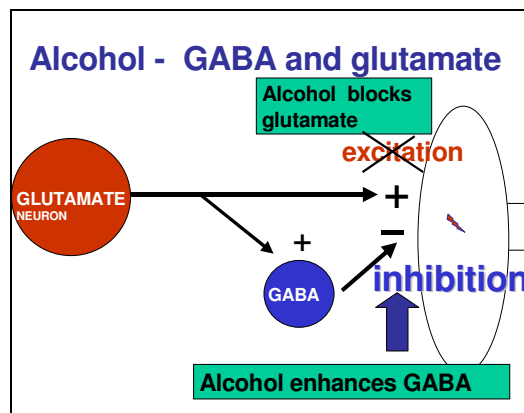 Alcohol - GABA and glutamate
Alcohol blocks
glutamate
excitation
GLUTAMATE
NEURON
+
−
+
GABA
inhibition
Alcohol enhances GABA